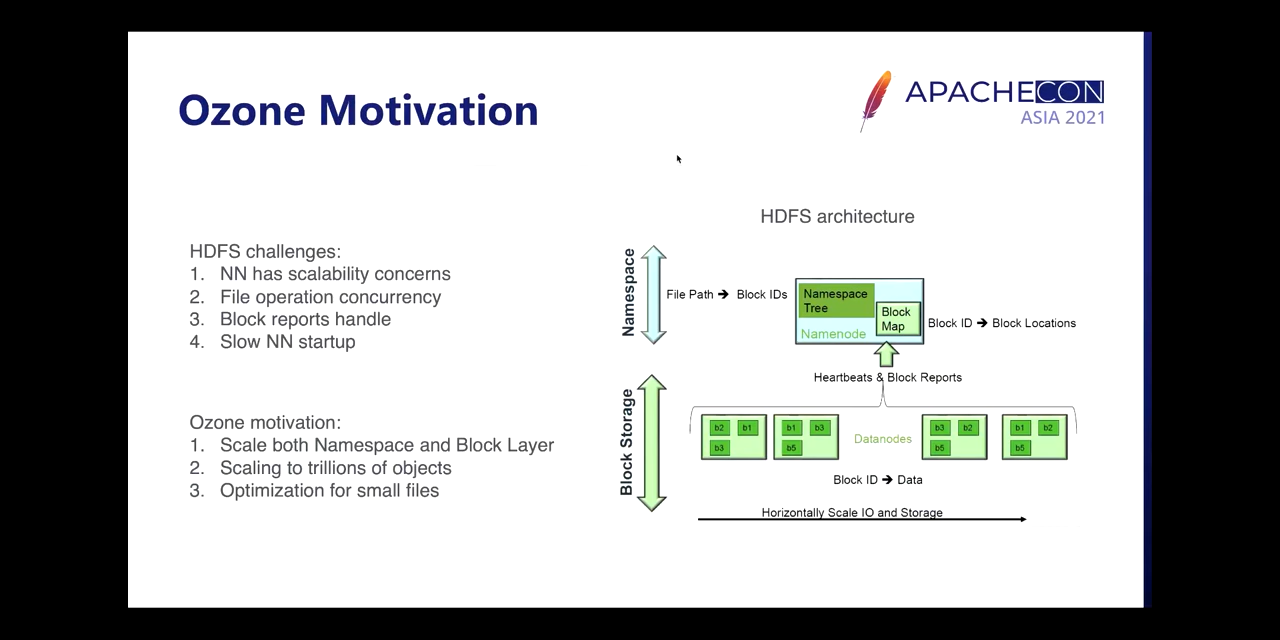 Ozone Motivation
APACHECON
ASIA 2021
HDFS challenges:
1. NN has scalability concerns
2. File operation concurrency
3. Block reports handle
4. Slow NN startup
Ozone motivation:
1. Scale both Namespace and Block Layer
2. Scaling to trillions of objects
3. Optimization for small files
HDFS architecture
Namespace
File Path → Block IDs
Namespace
Tree
Block
Map
Namenode
Block ID → Block Locations
Heartbeats & Block Reports
Block Storage
b2 b1
b3
b1 b3
b5
Datanodes
b3 b2
b5
b1 b2
b5
Block ID → Data
Horizontally Scale IO and Storage